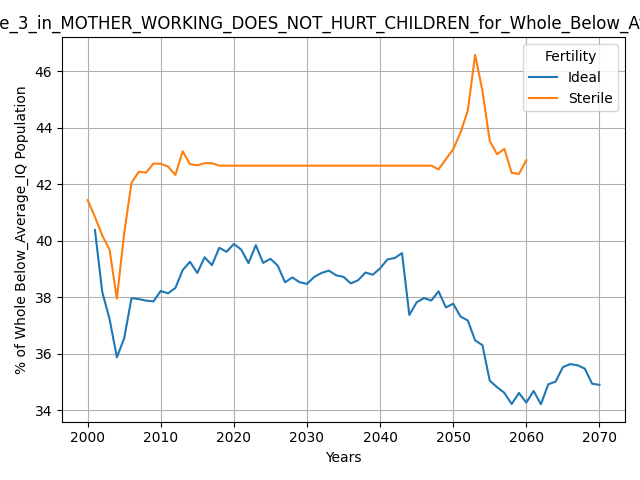 e_3_in_MOTHER_WORKING_DOES_NOT_HURT_CHILDREN_for_Whole_Below_A
Fertility
Ideal
Sterile
% of Whole Below_Average_IQ Population
46
44
42
40
38
36
34
2000
2010
2020
2030
2040
2050
2060
2070
Years